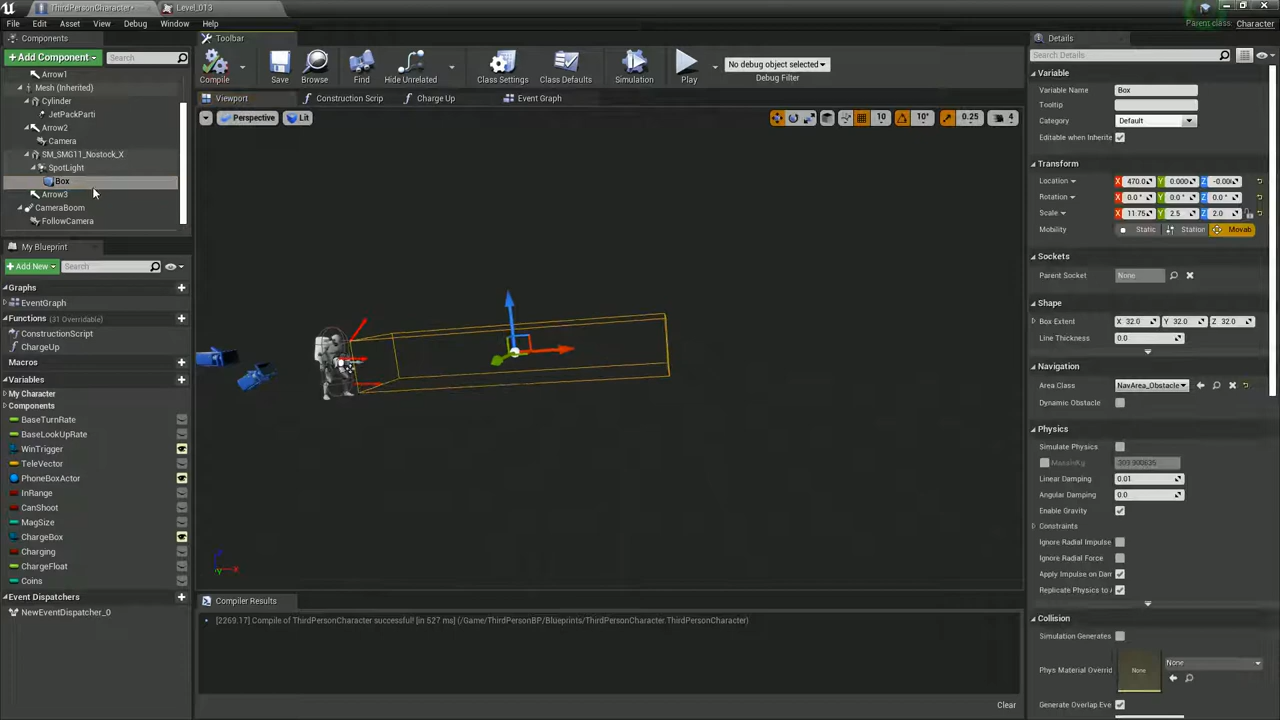 ThirdPersonCharacter*
Level_013
File Edit Asset View Debug Window Help
Parent class: Character
Components
+Add Component
Search
Arrow1
Mesh (Inherited)
Cylinder
JetPackParti
Arrow2
Camera
SM_SMG11_Nostock_X
SpotLight
Box
Arrow3
CameraBoom
FollowCamera
My Blueprint
+Add New
Search
Graphs
EventGraph
Functions (31 Overridable)
ConstructionScript
ChargeUp
Macros
Variables
My Character
Components
BaseTurnRate
BaseLookUpRate
WinTrigger
TeleVector
PhoneBoxActor
InRange
CanShoot
MagSize
ChargeBox
Charging
ChargeFloat
Coins
Event Dispatchers
NewEventDispatcher_0
Toolbar
Compile
Save
Browse
Find
Hide Unrelated
Class Settings
Class Defaults
Simulation
Play
No debug object selected
Debug Filter
Viewport
Construction Scrip
Charge Up
Event Graph
Perspective
Lit
10
10°
0.25
4
Compiler Results
[2269.17] Compile of ThirdPersonCharacter successful! [in 527 ms] (/Game/ThirdPersonBP/Blueprints/ThirdPersonCharacter.ThirdPersonCharacter)
Clear
Details
Search Details
Variable
Variable Name Box
Tooltip
Category Default
Editable when Inherite
Transform
Location X 470.0 Y 0.000 Z -0.00
Rotation X 0.0° Y 0.0° Z 0.0°
Scale X 11.75 Y 2.5 Z 2.0
Mobility Static Station Movab
Sockets
Parent Socket None
Shape
Box Extent X 32.0 Y 32.0 Z 32.0
Line Thickness 0.0
Navigation
Area Class NavArea_Obstacle
Dynamic Obstacle
Physics
Simulate Physics
Linear Damping 0.01
Angular Damping 0.0
Enable Gravity
Constraints
Ignore Radial Impulse
Ignore Radial Force
Apply Impulse on Dam
Replicate Physics to
Collision
Simulation Generates
Phys Material Overrid None None
Generate Overlap Eve